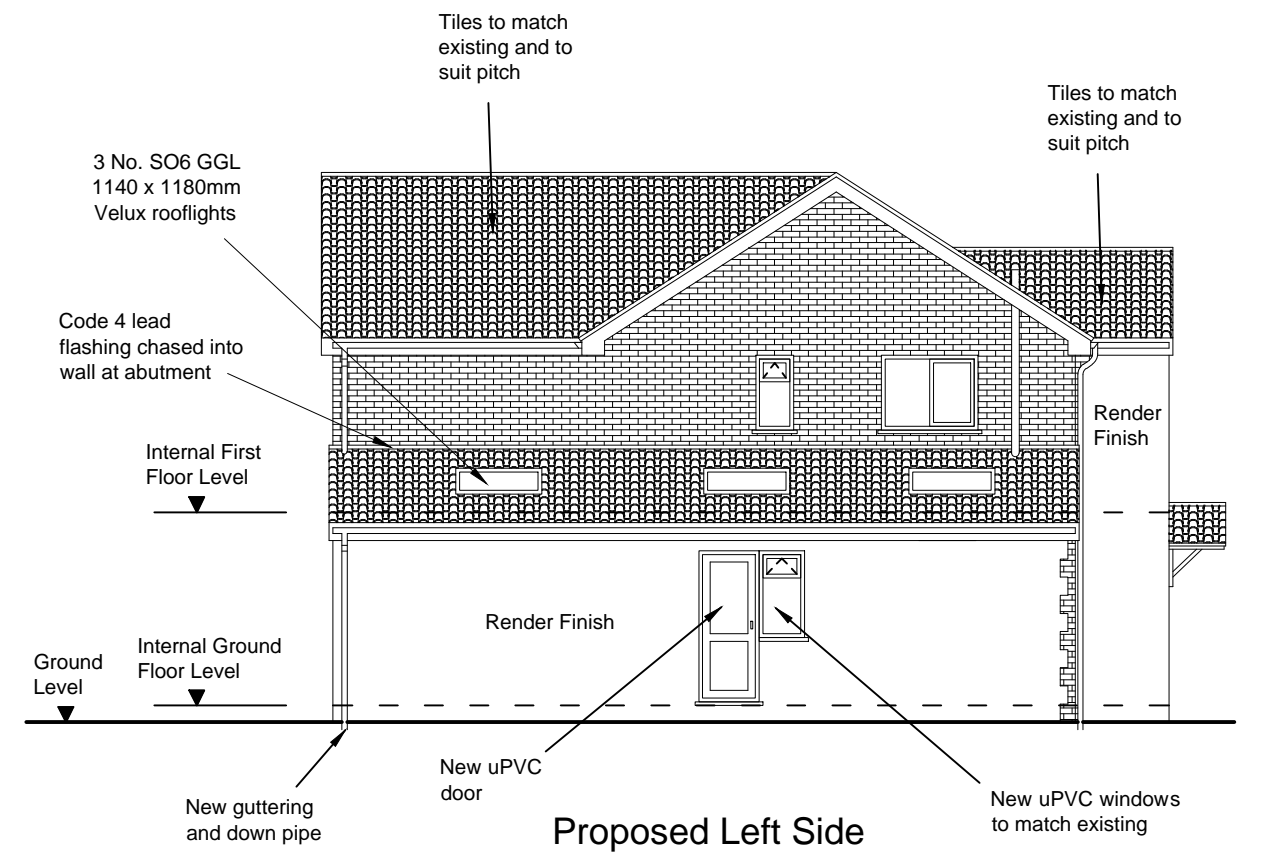 Tiles to match
existing and to
suit pitch
Tiles to match
existing and to
suit pitch
3 No. SO6 GGL
1140 x 1180mm
Velux rooflights
Code 4 lead
flashing chased into
wall at abutment
Render
Finish
Internal First
Floor Level
Render Finish
Internal Ground
Floor Level
Ground
Level
New uPVC
door
New guttering
and down pipe
New uPVC windows
to match existing
Proposed Left Side